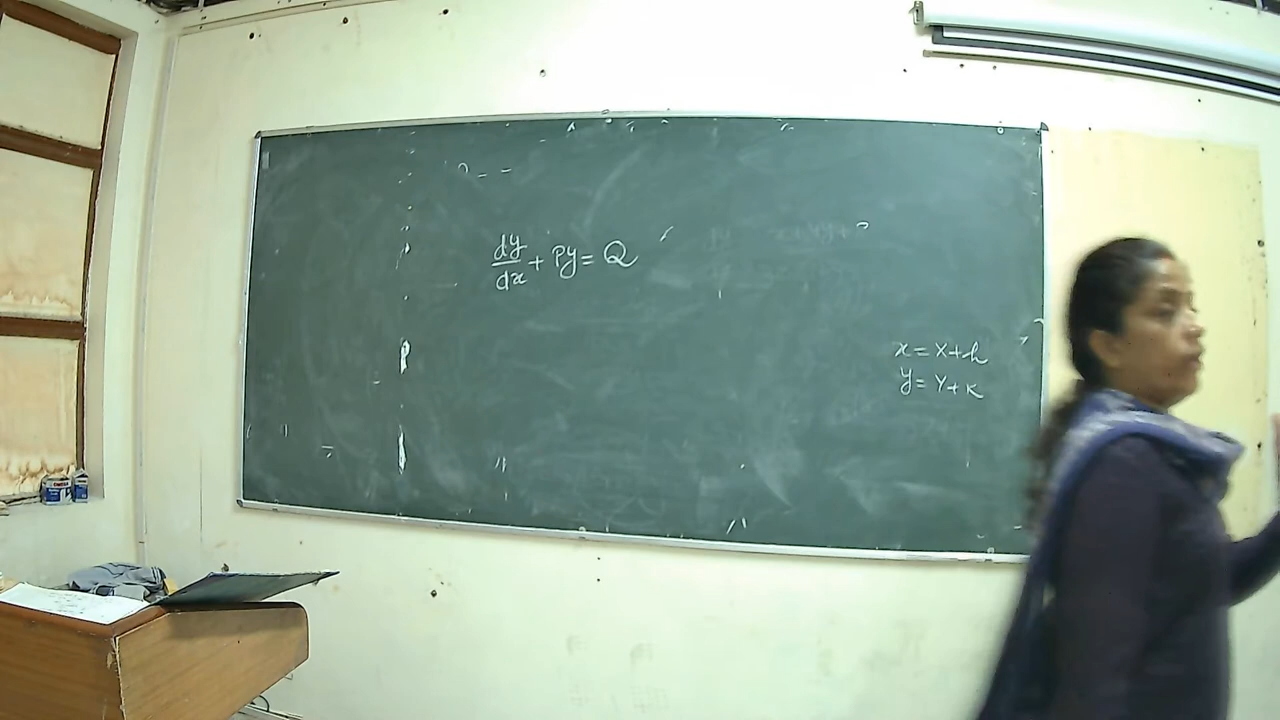 dy/dx + Py = Q
x = X + h
y = Y + K